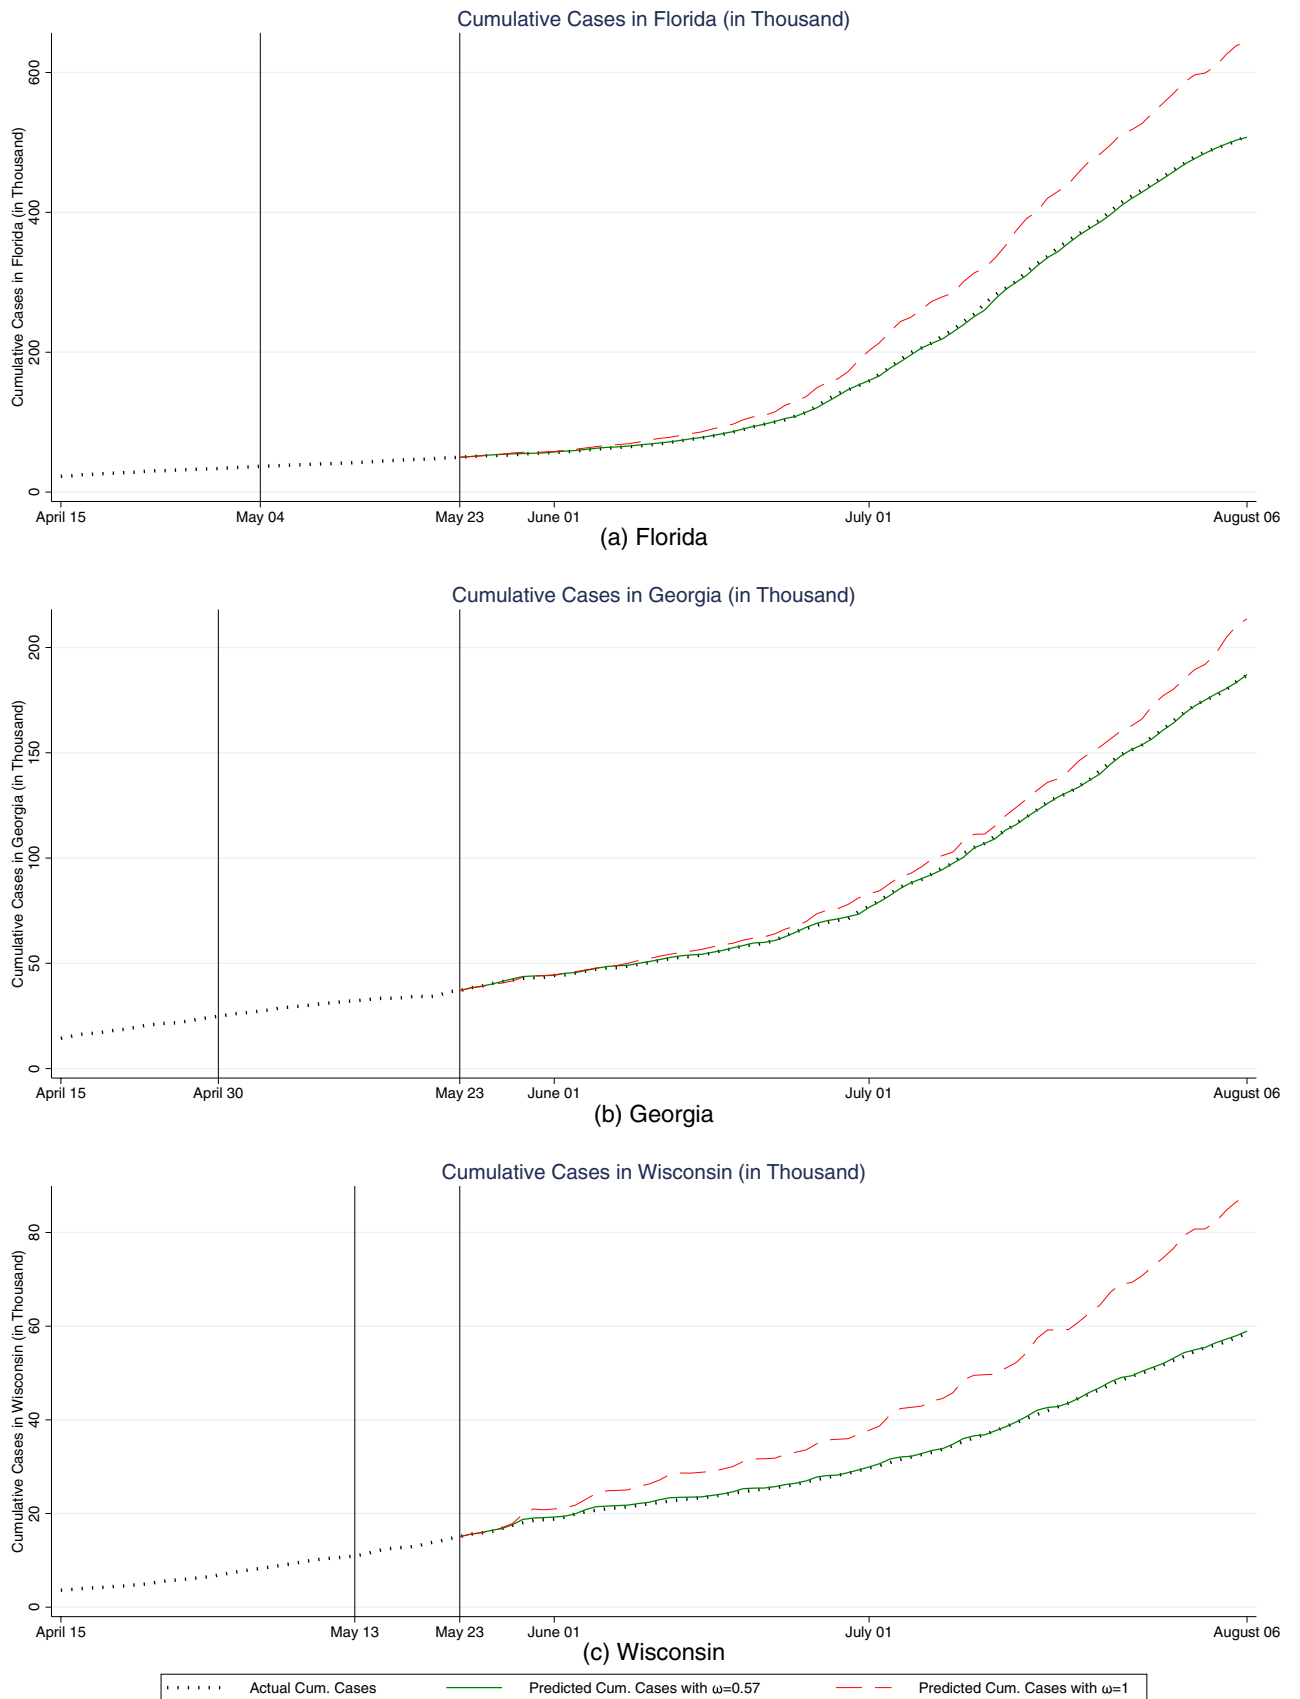 Cumulative Cases in Florida (in Thousand)
Cumulative Cases in Florida (in Thousand)
600
400
200
0
April 15 May 04 May 23 June 01 July 01 August 06
(a) Florida
Cumulative Cases in Georgia (in Thousand)
Cumulative Cases in Georgia (in Thousand)
200
150
100
50
0
April 15 April 30 May 23 June 01 July 01 August 06
(b) Georgia
Cumulative Cases in Wisconsin (in Thousand)
Cumulative Cases in Wisconsin (in Thousand)
80
60
40
20
0
April 15 May 13 May 23 June 01 July 01 August 06
(c) Wisconsin
Actual Cum. Cases Predicted Cum. Cases with ω=0.57 Predicted Cum. Cases with ω=1